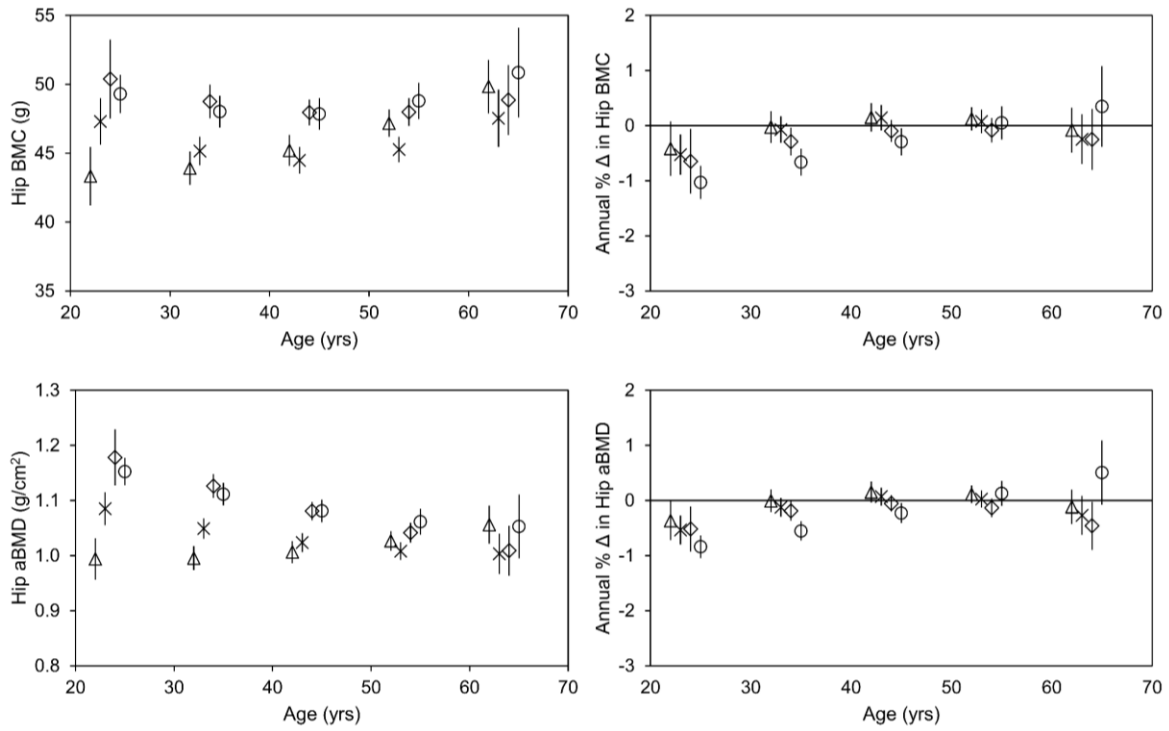 55
50
45
40
35
Hip BMC (g)
20 30 40 50 60 70
Age (yrs)
2
1
0
-1
-2
-3
Annual % Δ in Hip BMC
20 30 40 50 60 70
Age (yrs)
1.3
1.2
1.1
1.0
0.9
0.8
Hip aBMD (g/cm²)
20 30 40 50 60 70
Age (yrs)
2
1
0
-1
-2
-3
Annual % Δ in Hip aBMD
20 30 40 50 60 70
Age (yrs)